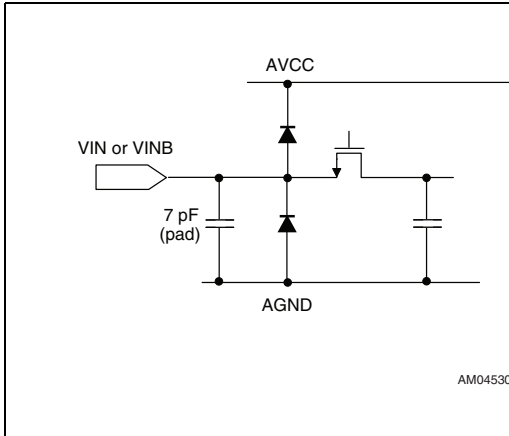 AVCC
VIN or VINB
7 pF
(pad)
AGND
AM04530